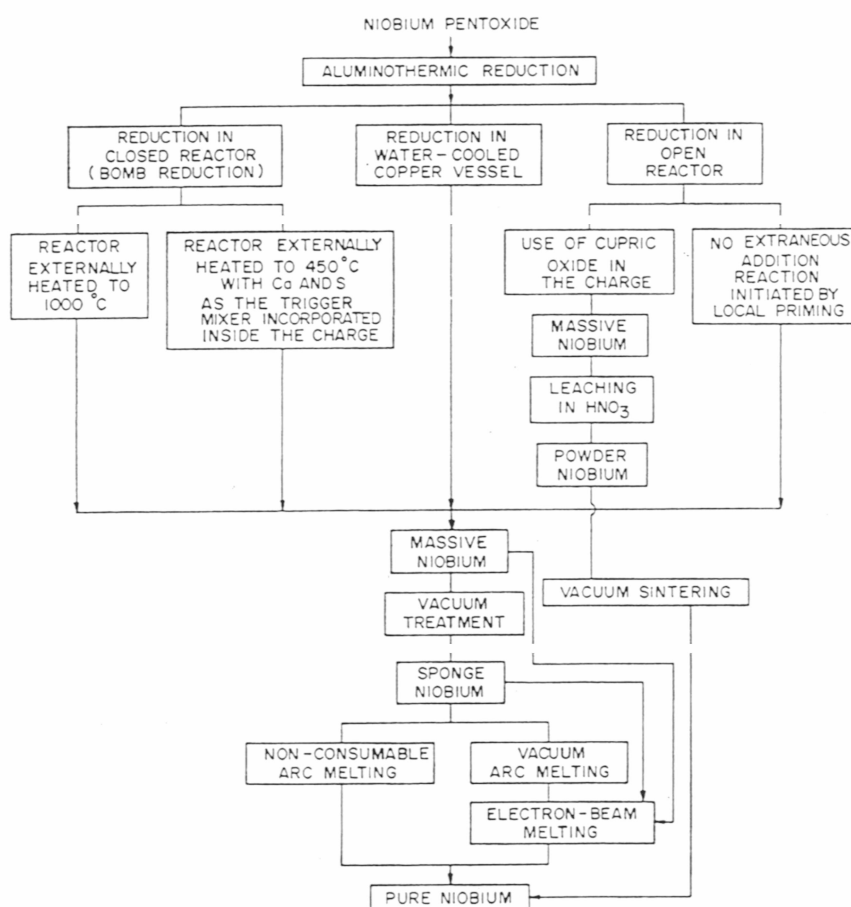 NIOBIUM PENTOXIDE
ALUMINOTHERMIC REDUCTION
REDUCTION IN
CLOSED REACTOR
(BOMB REDUCTION)
REDUCTION IN
WATER-COOLED
COPPER VESSEL
REDUCTION IN
OPEN
REACTOR
REACTOR
EXTERNALLY
HEATED TO
1000°C
REACTOR EXTERNALLY
HEATED TO 450°C
WITH Ca AND S
AS THE TRIGGER
MIXER INCORPORATED
INSIDE THE CHARGE
USE OF CUPRIC
OXIDE IN
THE CHARGE
NO EXTRANEOUS
ADDITION
REACTION
INITIATED BY
LOCAL PRIMING
MASSIVE
NIOBIUM
LEACHING
IN HNO3
POWDER
NIOBIUM
MASSIVE
NIOBIUM
VACUUM SINTERING
VACUUM
TREATMENT
SPONGE
NIOBIUM
NON-CONSUMABLE
ARC MELTING
VACUUM
ARC MELTING
ELECTRON-BEAM
MELTING
PURE NIOBIUM